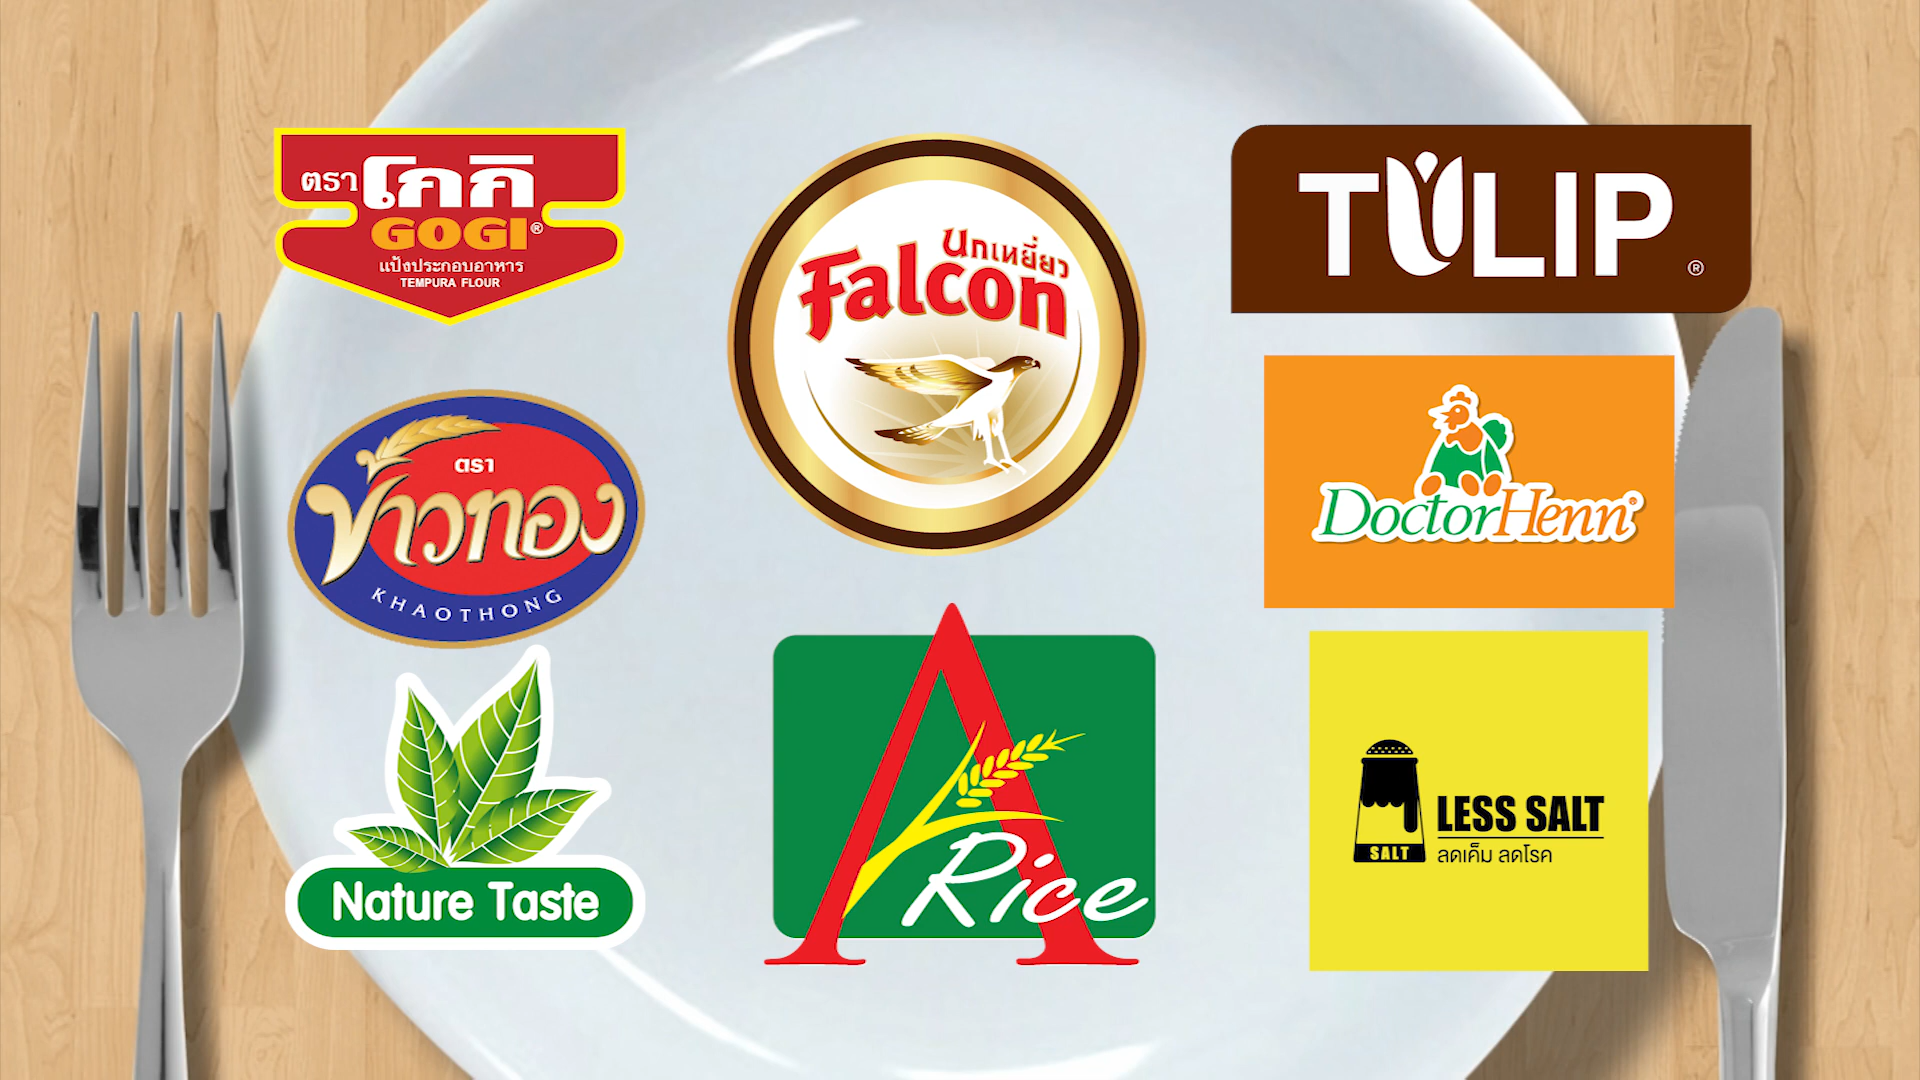 ตรา โกกิ
GOGI®
แป้งประกอบอาหาร
TEMPURA FLOUR
นกเหยี่ยว
Falcon
TULIP ®
ตรา
ข้าวทอง
KHAOTHONG
DoctorHenn®
Nature Taste
A
Rice
LESS SALT
SALT
ลดเค็ม ลดโรค